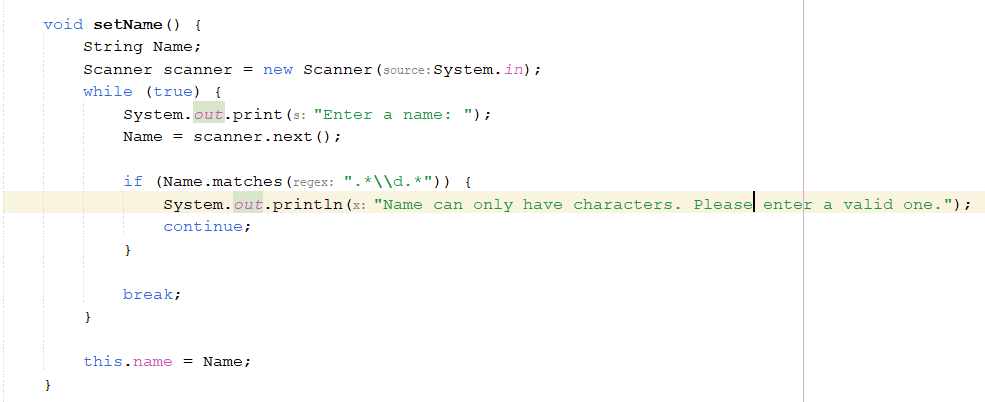 void setName() {
String Name;
Scanner scanner = new Scanner(source:System.in);
while (true) {
System.out.print(s: "Enter a name: ");
Name = scanner.next();
if (Name.matches(regex: ".*\\d.*")) {
System.out.println(x: "Name can only have characters. Please enter a valid one.");
continue;
}
break;
}
this.name = Name;
}